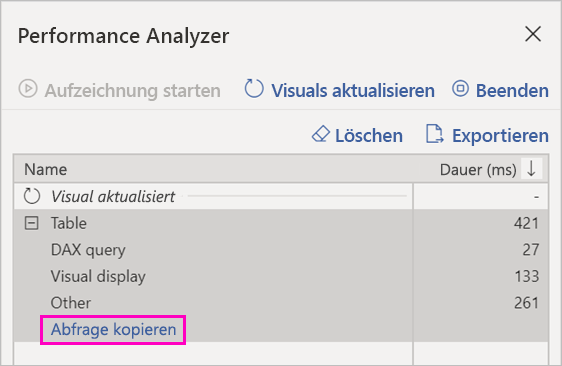 Performance Analyzer
Aufzeichnung starten Visuals aktualisieren Beenden
Löschen Exportieren
Name Dauer (ms)
Visual aktualisiert -
Table 421
DAX query 27
Visual display 133
Other 261
Abfrage kopieren